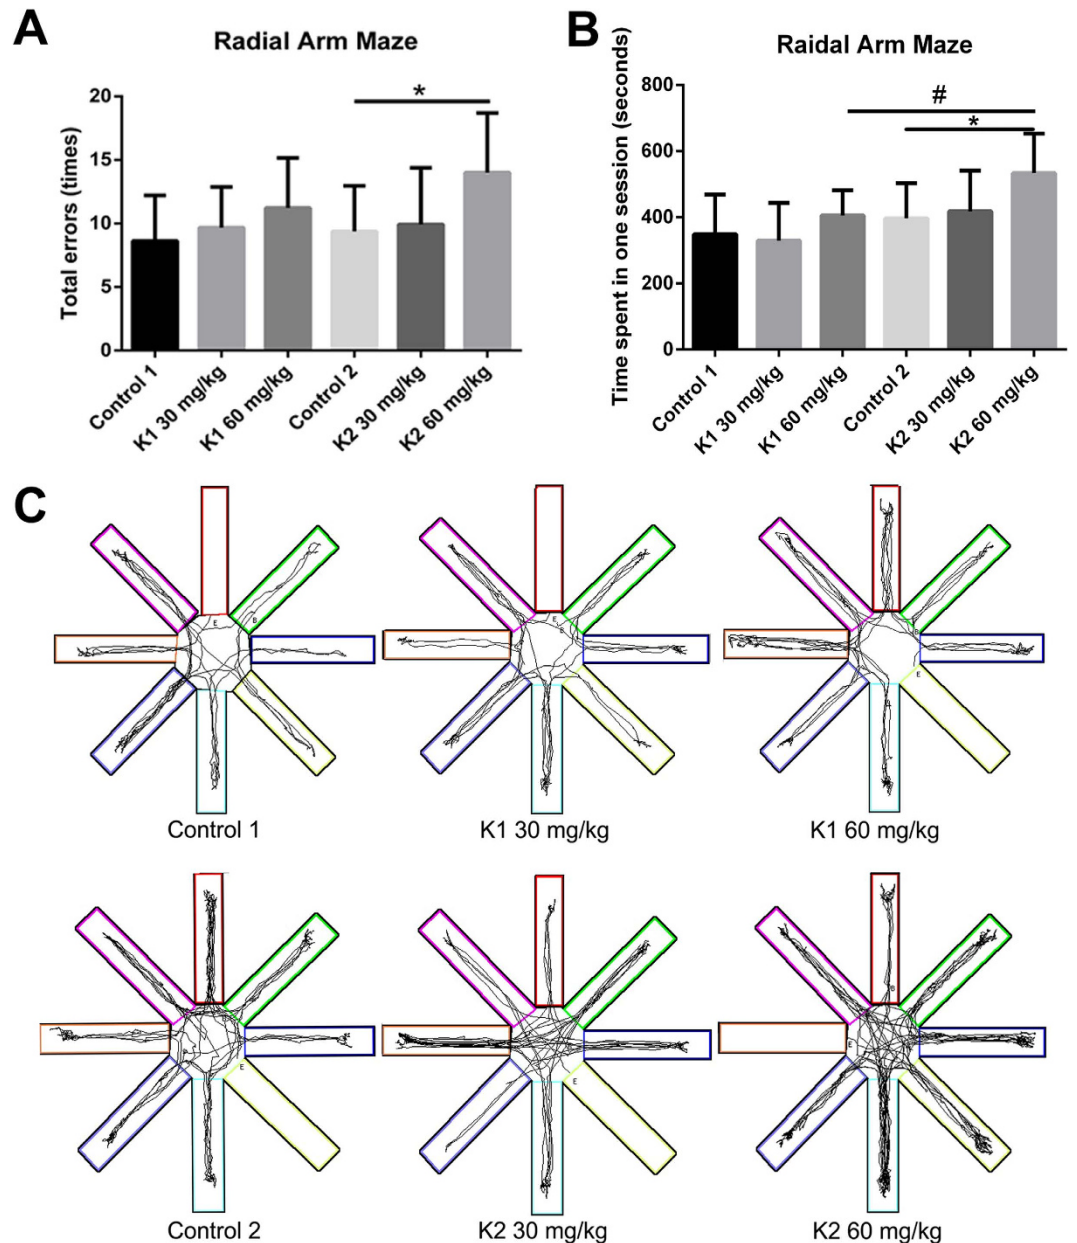 A
Radial Arm Maze
Total errors (times)
20
15
10
5
0
*
Control 1
K1 30 mg/kg
K1 60 mg/kg
Control 2
K2 30 mg/kg
K2 60 mg/kg
B
Raidal Arm Maze
Time spent in one session (seconds)
800
600
400
200
0
#
*
Control 1
K1 30 mg/kg
K1 60 mg/kg
Control 2
K2 30 mg/kg
K2 60 mg/kg
C
E
B
E
B
B
E
Control 1
K1 30 mg/kg
K1 60 mg/kg
E
E
B
E
Control 2
K2 30 mg/kg
K2 60 mg/kg